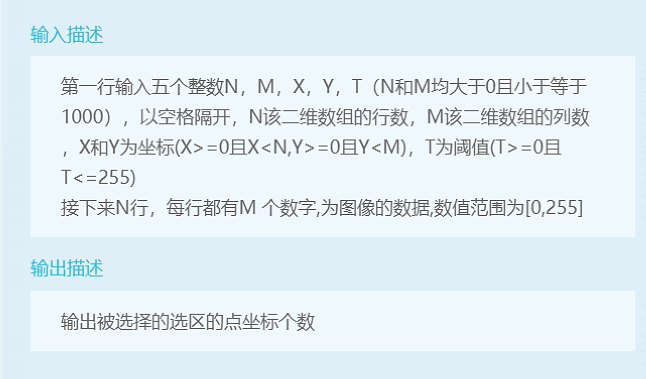 输入描述
第一行输入五个整数N，M，X，Y，T（N和M均大于0且小于等于
1000），以空格隔开，N该二维数组的行数，M该二维数组的列数
，X和Y为坐标(X>=0且X<N,Y>=0且Y<M)，T为阈值(T>=0且
T<=255)
接下来N行，每行都有M 个数字,为图像的数据,数值范围为[0,255]
输出描述
输出被选择的选区的点坐标个数